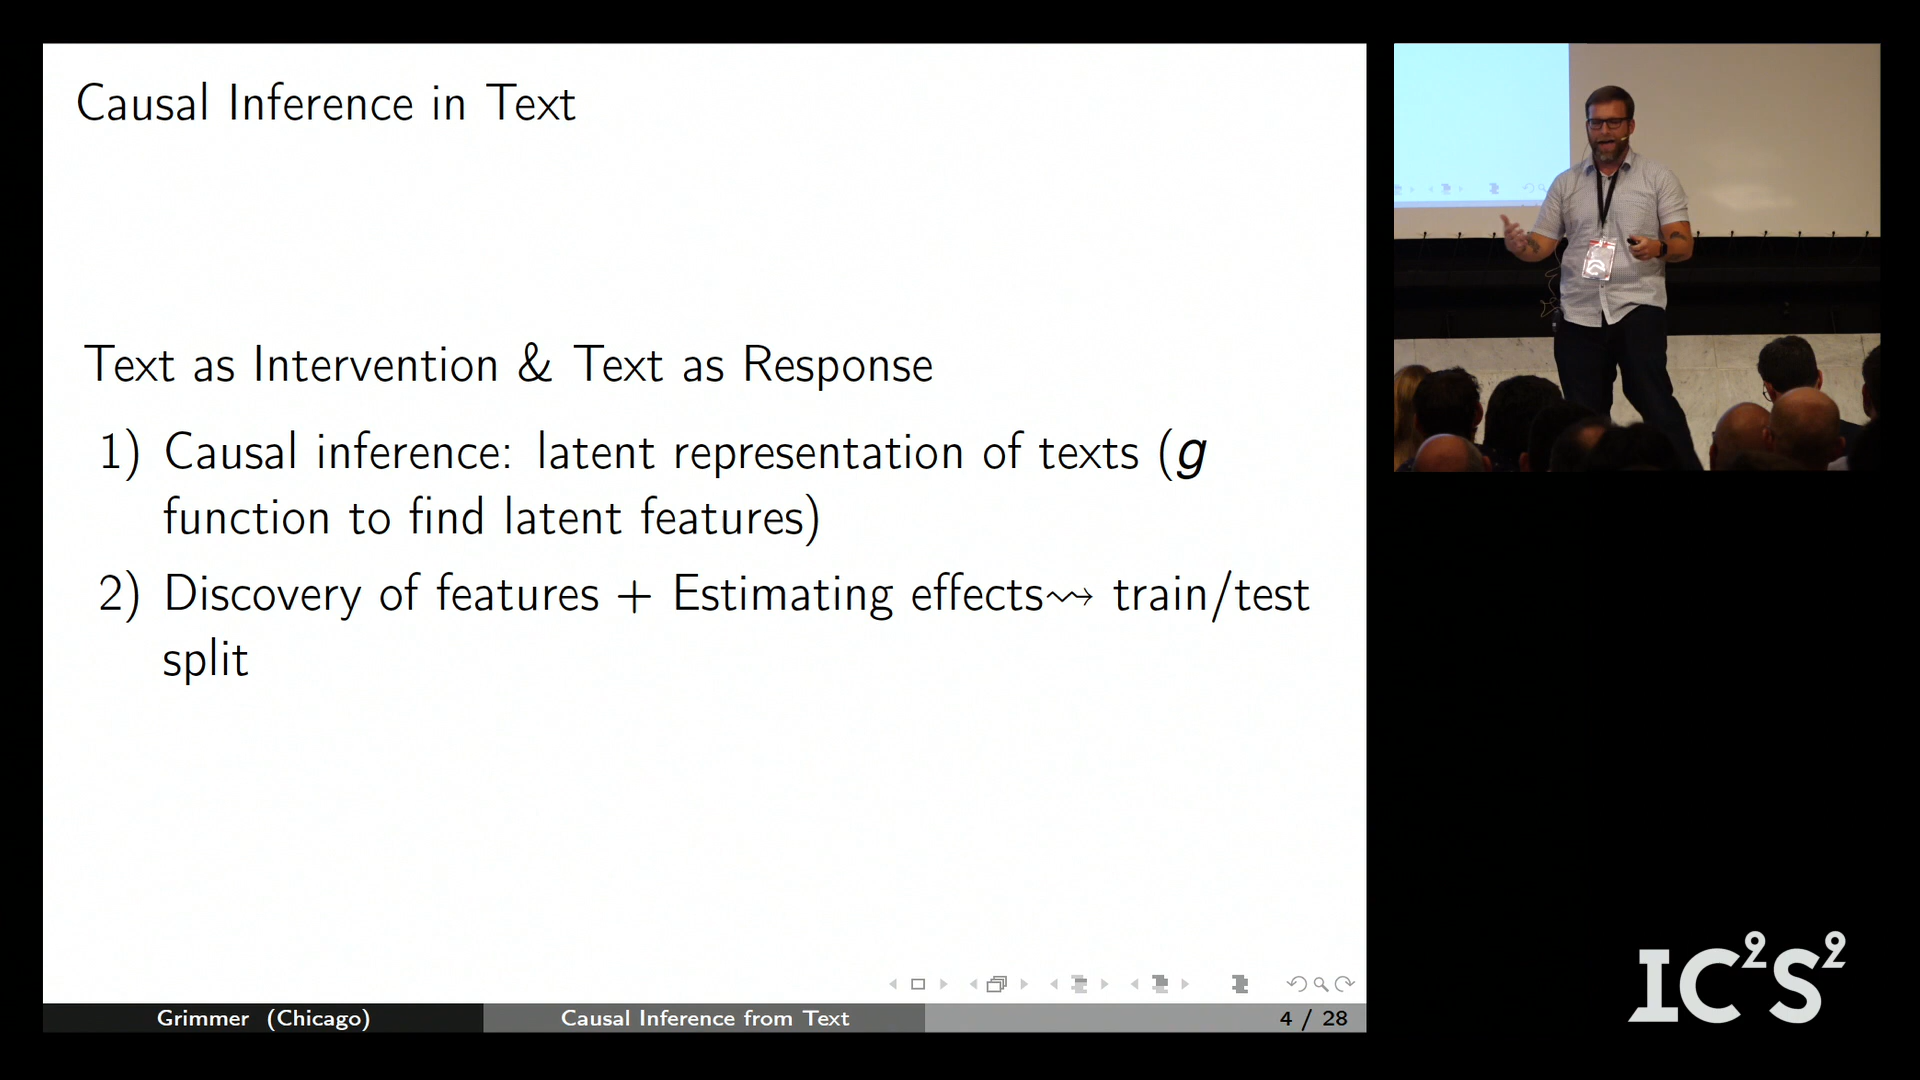 Causal Inference in Text
Text as Intervention & Text as Response
1) Causal inference: latent representation of texts (g
function to find latent features)
2) Discovery of features + Estimating effects⇝ train/test
split
Grimmer (Chicago)
Causal Inference from Text
4 / 28
IC²S²